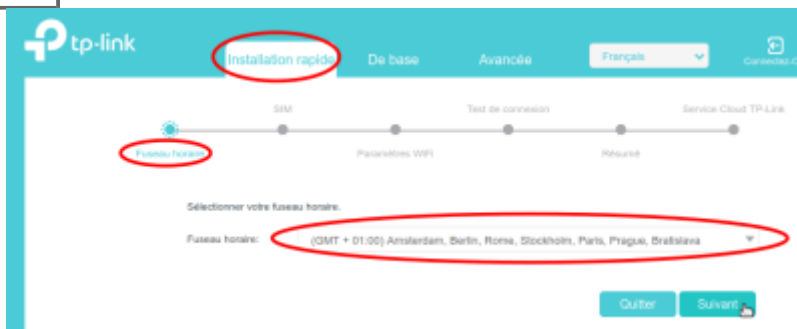 tp-link
Installation rapide De base Avancée Français
SIM Test de connexion Service Cloud TP-Link
Fuseau horaire Paramètres WIFI Résumé
Sélectionner votre fuseau horaire.
Fuseau horaire: (GMT + 01:00) Amsterdam, Berlin, Rome, Stockholm, Paris, Prague, Bratislava
Quitter Suivant